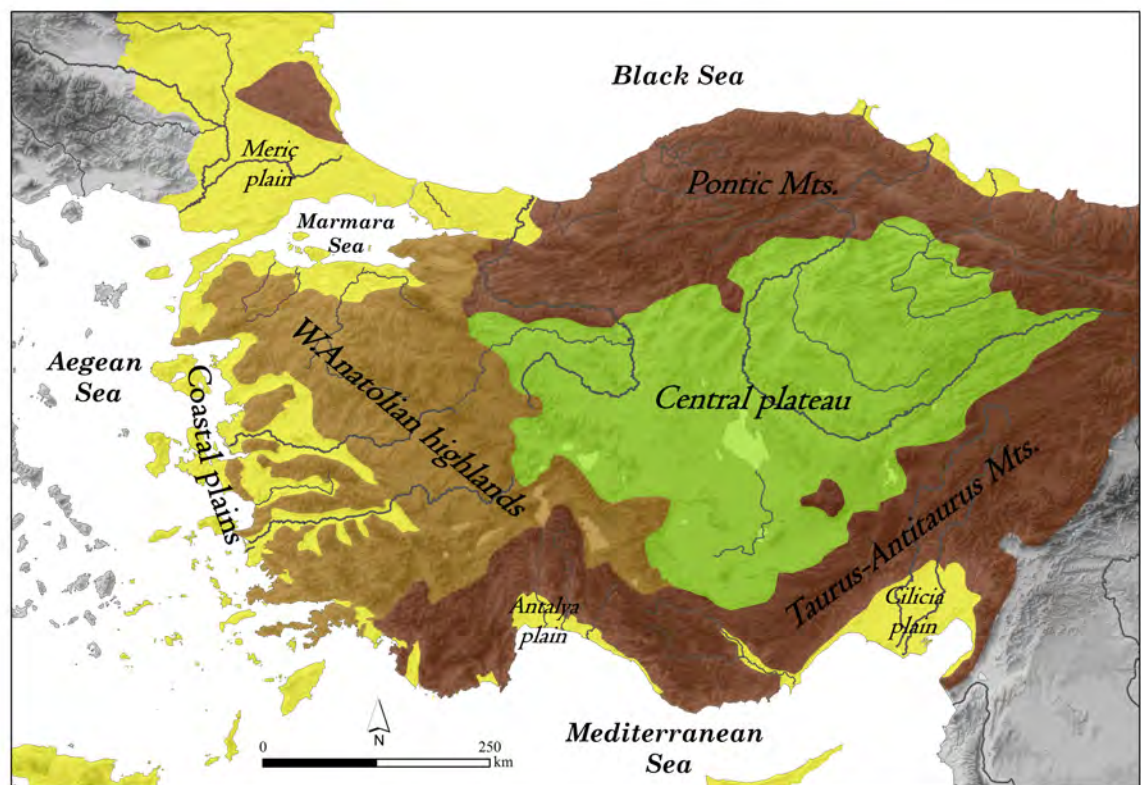 Black Sea
Meriç
plain
Pontic Mts.
Marmara
Sea
Aegean
Sea
Coastal plains
W.Anatolian highlands
Central plateau
Taurus-Antitaurus Mts.
Antalya
plain
Cilicia
plain
N
0 250
km
Mediterranean
Sea